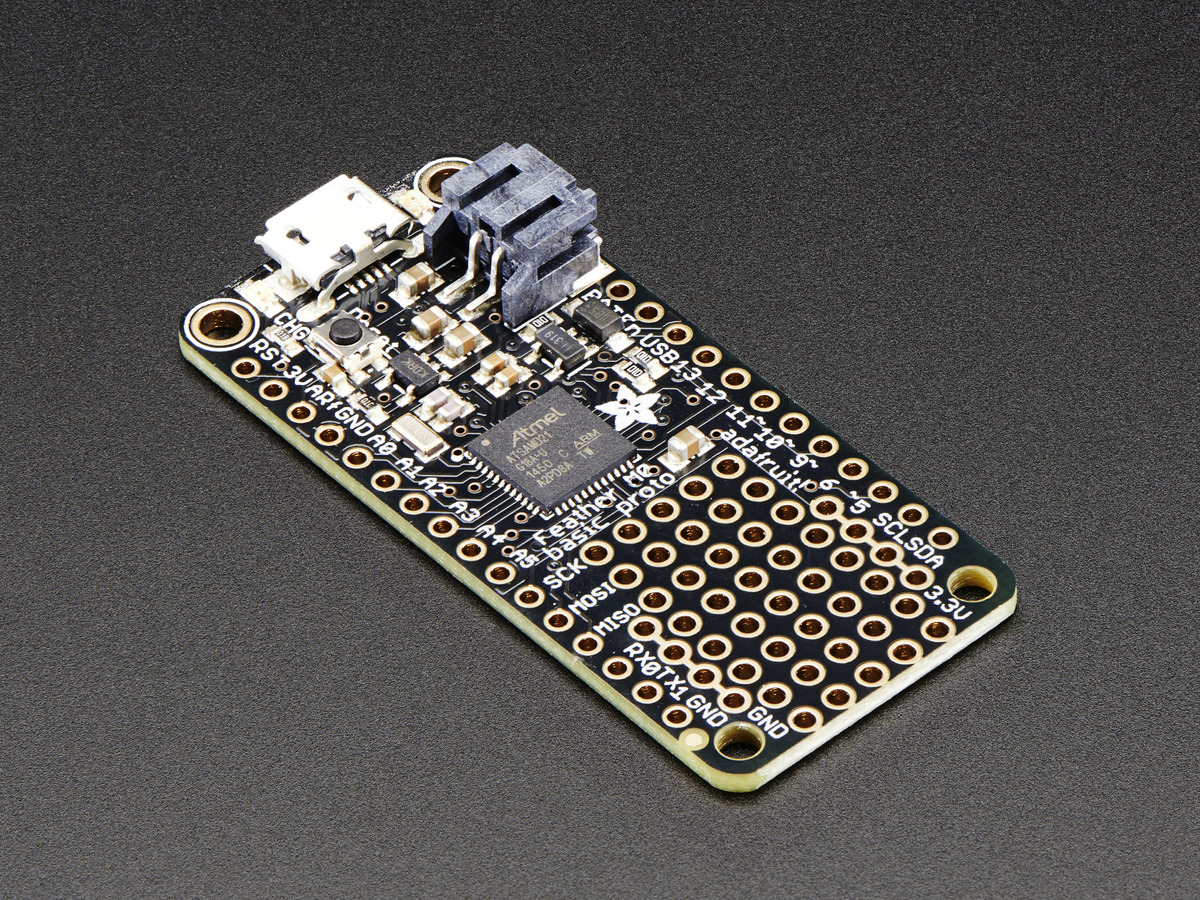 CHG
RST 3V ARf GND A0 A1 A2 A3 A4 A5 SCK MOSI MISO RX0 TX1 GND
BAT En USB 13 12 11~ 10~ 9~ 6 ~5 SCL SDA
3.3V
GND
Atmel
ATSAMD21
G18A-U
1450 C ARM
A2PD8A TW
adafruit!
Feather M0
basic proto